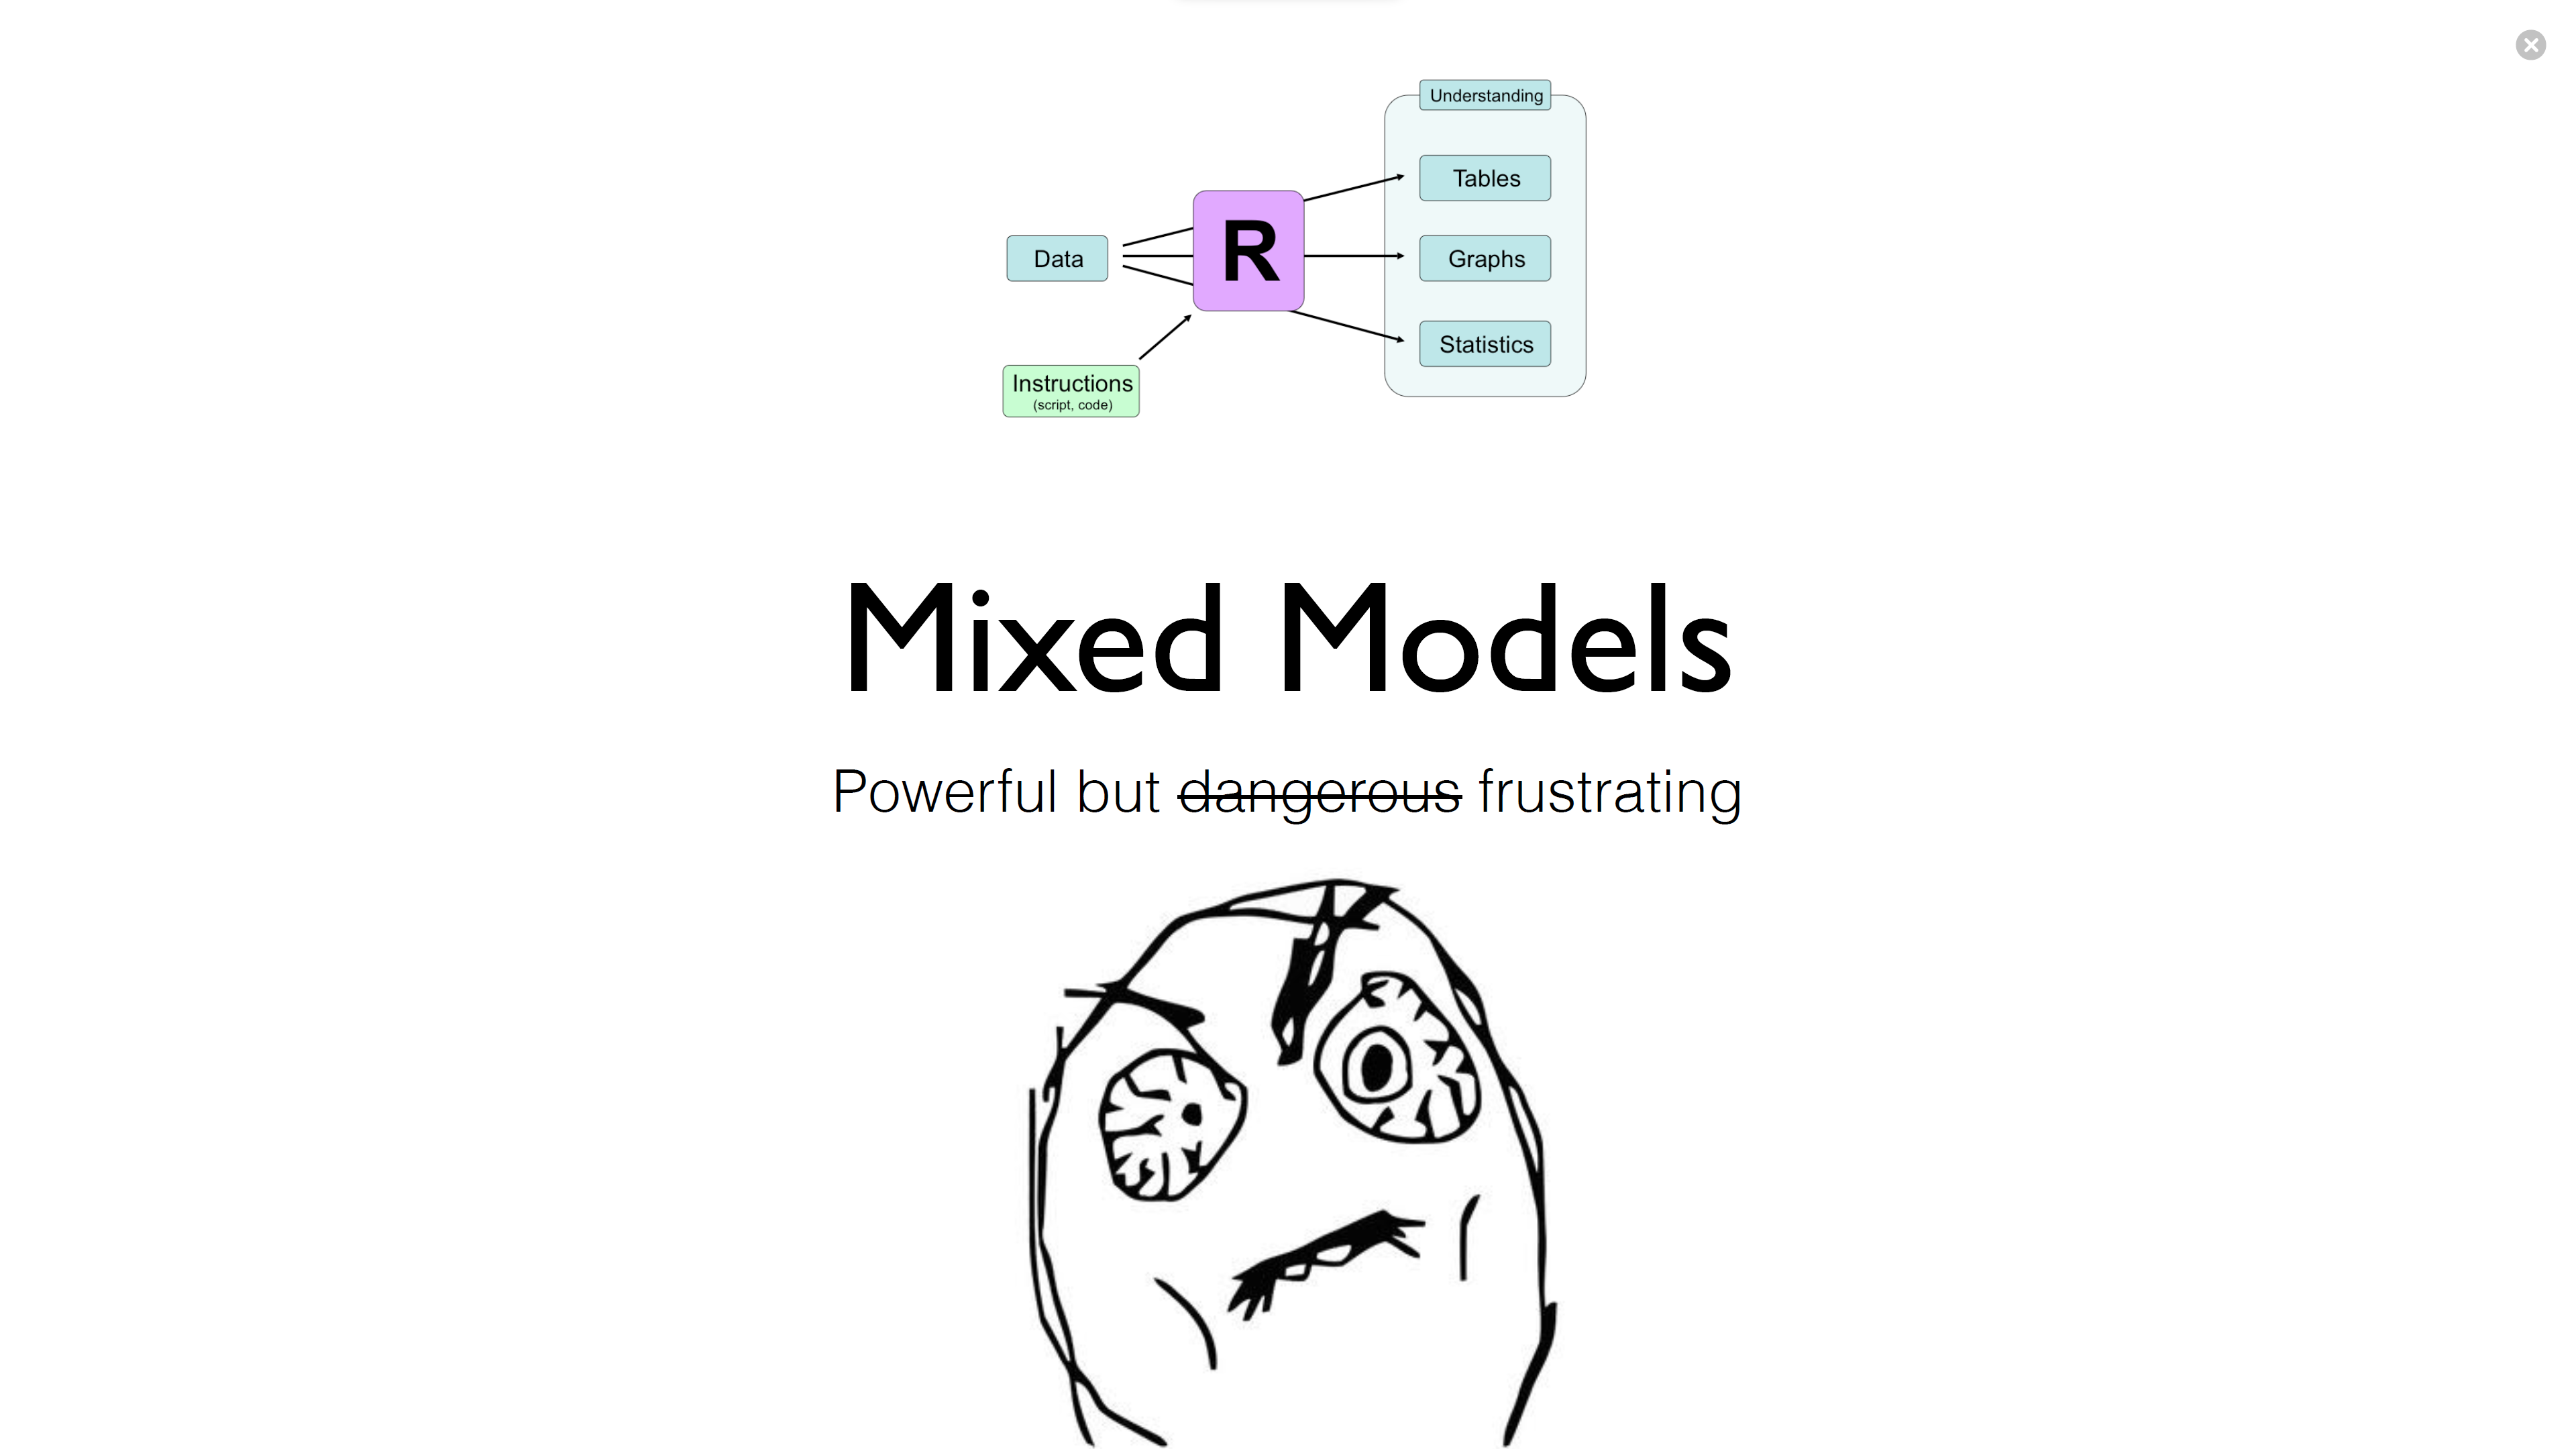 Understanding
Tables
R
Data
Graphs
Statistics
Instructions
(script, code)
Mixed Models
Powerful but dangerous frustrating